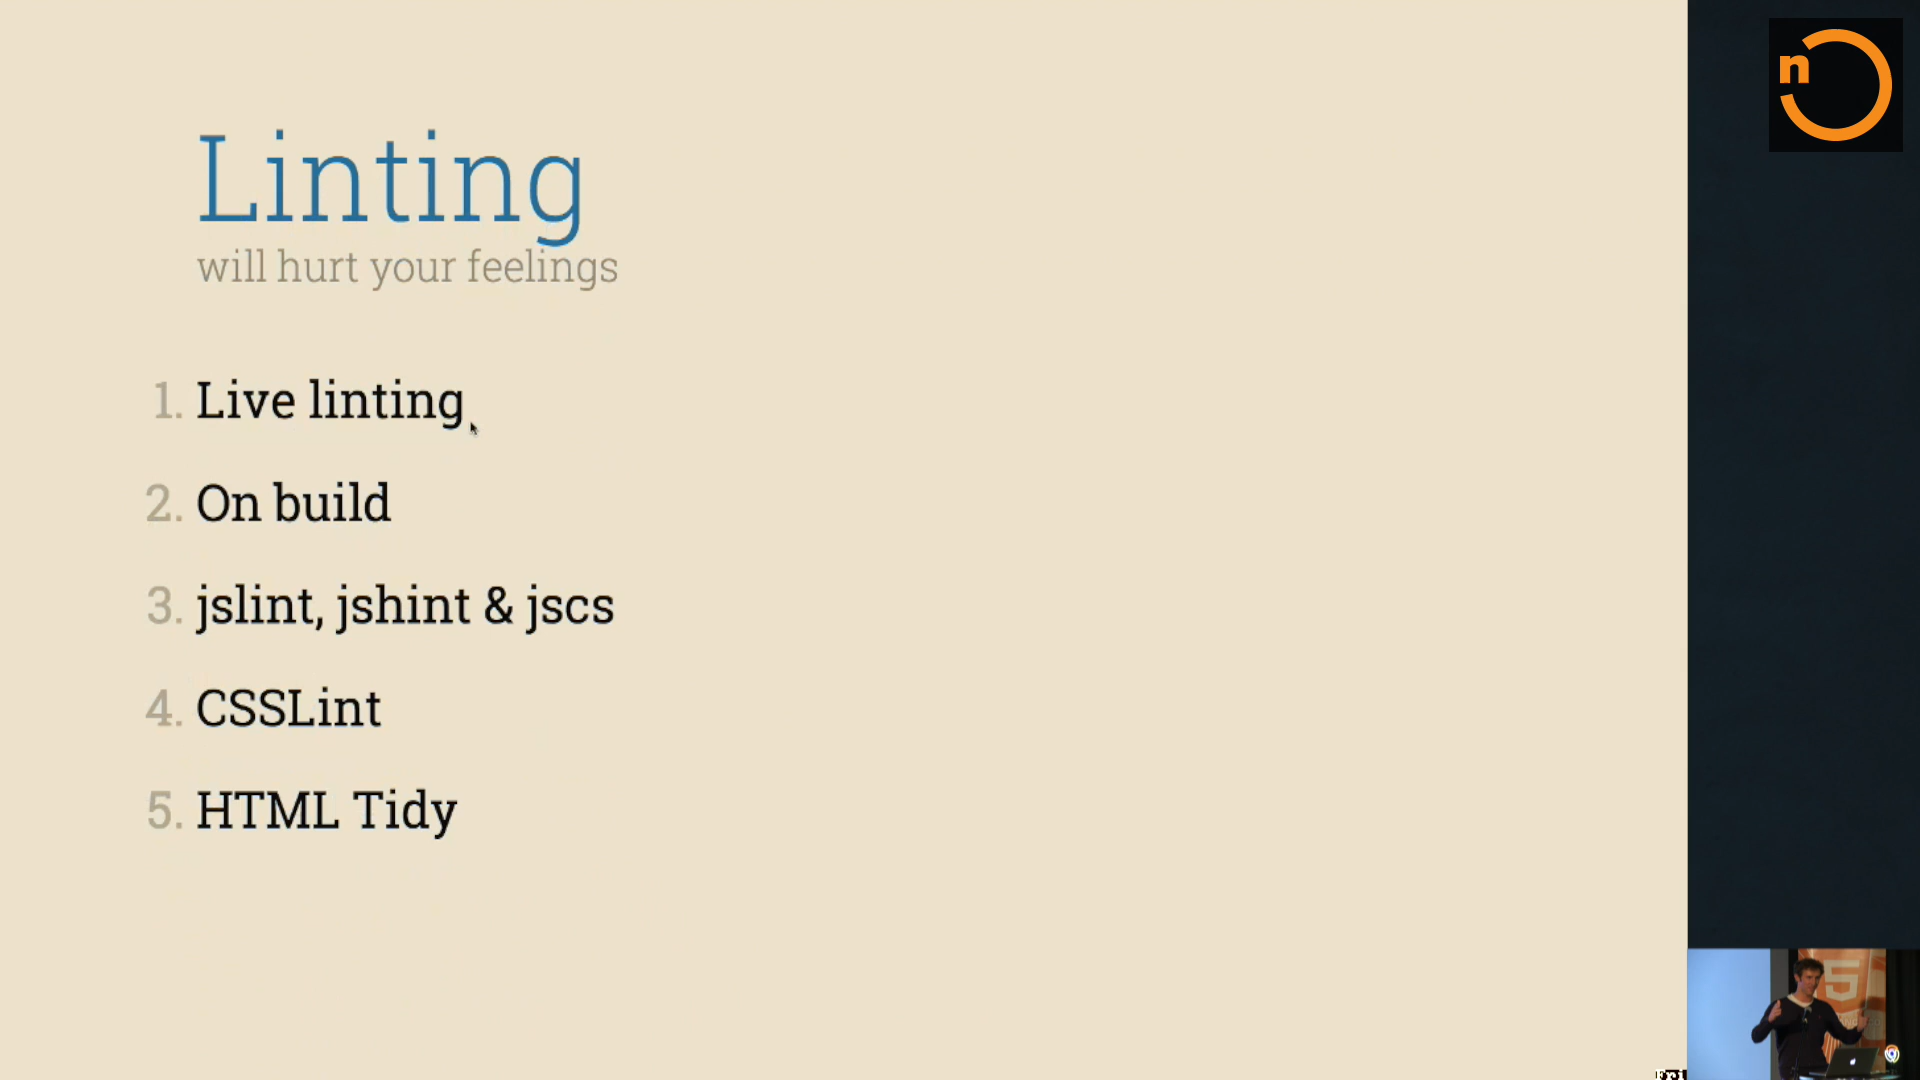 Linting
will hurt your feelings
1. Live linting
2. On build
3. jslint, jshint & jscs
4. CSSLint
5. HTML Tidy
n
5